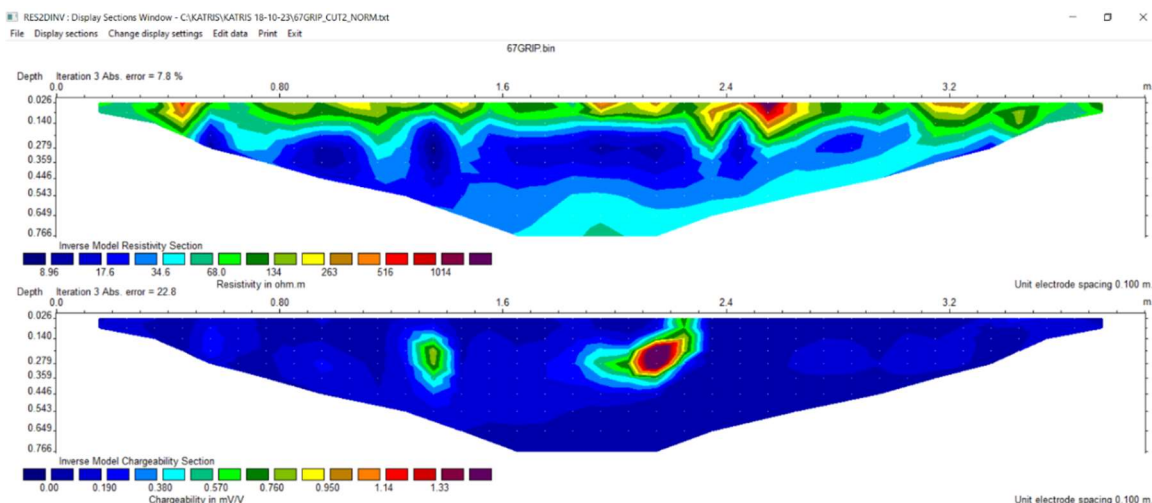 RES2DINV : Display Sections Window - C:\KATRIS\KATRIS 18-10-23\67GRIP_CUT2_NORM.txt
File Display sections Change display settings Edit data Print Exit
67GRIP.bin
Depth Iteration 3 Abs. error = 7.8 %
0.0 0.80 1.6 2.4 3.2 m.
0.026
0.140
0.279
0.359
0.446
0.543
0.649
0.766
Inverse Model Resistivity Section
8.96 17.6 34.6 68.0 134 263 516 1014
Resistivity in ohm.m
Unit electrode spacing 0.100 m.
Depth Iteration 3 Abs. error = 22.8
0.0 0.80 1.6 2.4 3.2 m.
0.026
0.140
0.279
0.359
0.446
0.543
0.649
0.766
Inverse Model Chargeability Section
0.00 0.190 0.380 0.570 0.760 0.950 1.14 1.33
Chargeability in mV/V
Unit electrode spacing 0.100 m.